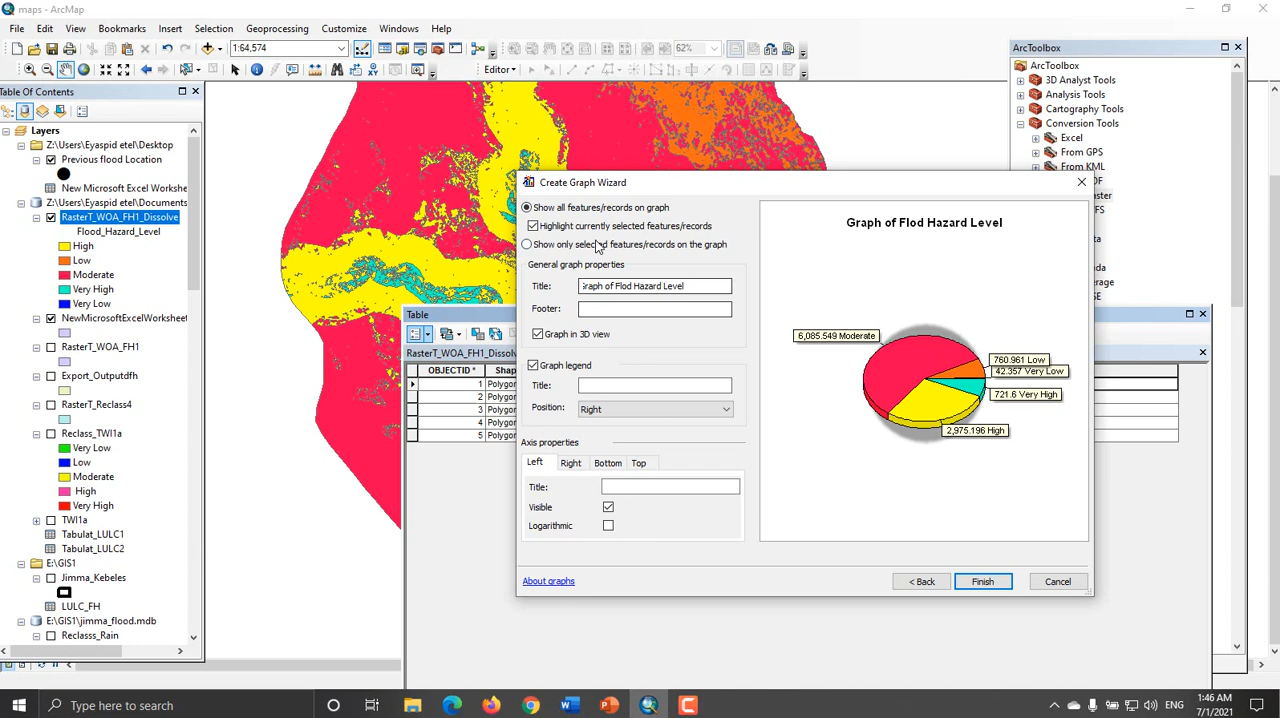 maps - ArcMap
File Edit View Bookmarks Insert Selection Geoprocessing Customize Windows Help
1:64,574
62%
Editor
Table Of Contents
Layers
Z:\Users\Eyaspid etel\Desktop
Previous flood Location
New Microsoft Excel Workshe
Z:\Users\Eyaspid etel\Documents
RasterT_WOA_FH1_Dissolve
Flood_Hazard_Level
High
Low
Moderate
Very High
Very Low
NewMicrosoftExcelWorksheet
RasterT_WOA_FH1
Export_Outputdfh
RasterT_Reclass4
Reclass_TWI1a
Very Low
Low
Moderate
High
Very High
TWI1a
Tabulat_LULC1
Tabulat_LULC2
E:\GIS1
Jimma_Kebeles
LULC_FH
E:\GIS1\jimma_flood.mdb
Reclasss_Rain
ArcToolbox
ArcToolbox
3D Analyst Tools
Analysis Tools
Cartography Tools
Conversion Tools
Excel
From GPS
From KML
Table
RasterT_WOA_FH1_Dissolv
OBJECTID * Shap
1 Polygon
2 Polygon
3 Polygon
4 Polygon
5 Polygon
Create Graph Wizard
Show all features/records on graph
Highlight currently selected features/records
Show only selected features/records on the graph
General graph properties
Title: Graph of Flod Hazard Level
Footer:
Graph in 3D view
Graph legend
Title:
Position: Right
Axis properties
Left Right Bottom Top
Title:
Visible
Logarithmic
About graphs
< Back Finish Cancel
Graph of Flod Hazard Level
6,085.549 Moderate
760.961 Low
42.357 Very Low
721.6 Very High
2,975.196 High
Type here to search
ENG
1:46 AM
7/1/2021